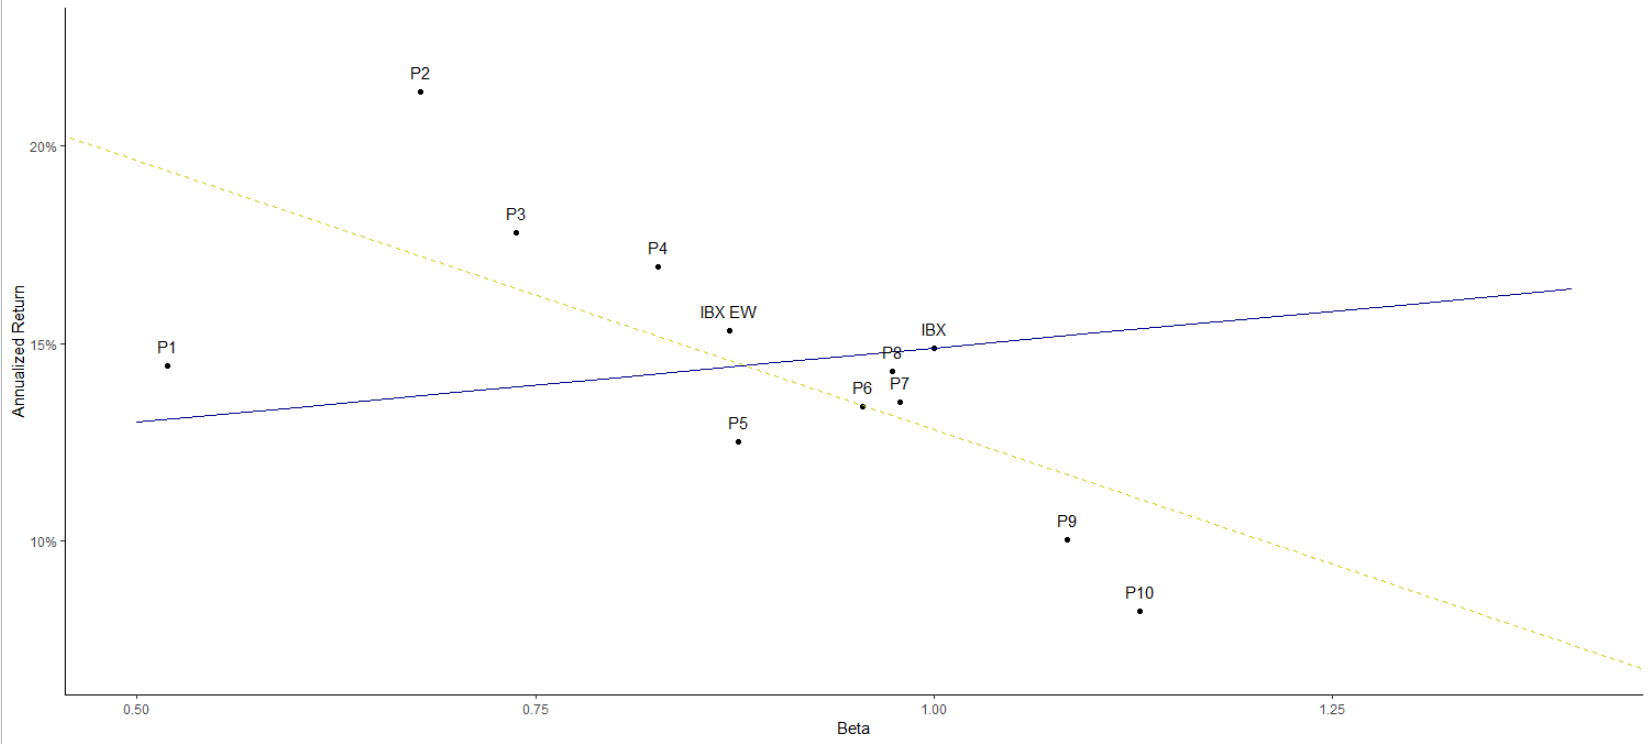 P2
20%
P3
P4
IBX EW
IBX
15%
P1
P8
P7
P6
P5
P9
10%
P10
Annualized Return
0.50
0.75
1.00
1.25
Beta